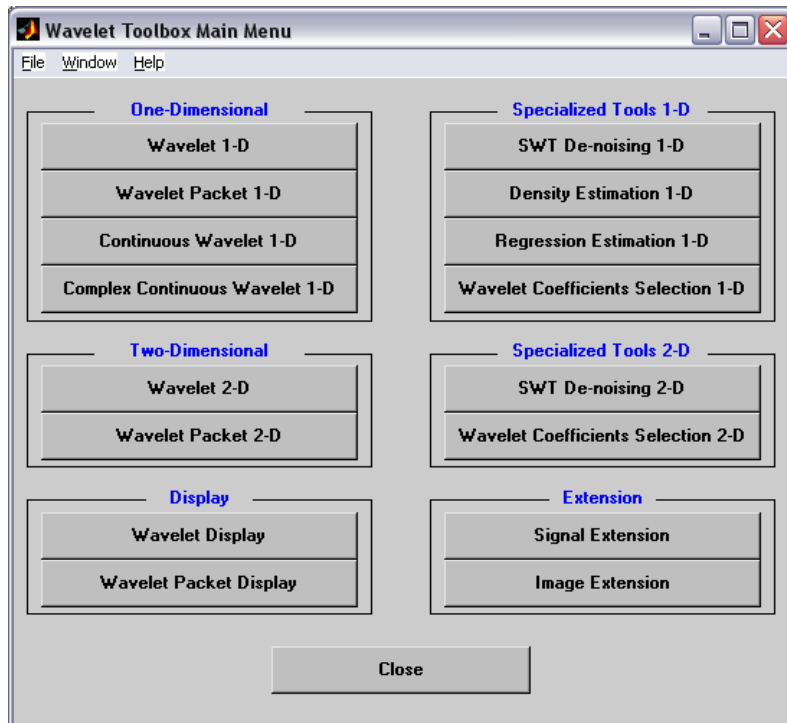 Wavelet Toolbox Main Menu
File Window Help
One-Dimensional
Wavelet 1-D
Wavelet Packet 1-D
Continuous Wavelet 1-D
Complex Continuous Wavelet 1-D
Specialized Tools 1-D
SWT De-noising 1-D
Density Estimation 1-D
Regression Estimation 1-D
Wavelet Coefficients Selection 1-D
Two-Dimensional
Wavelet 2-D
Wavelet Packet 2-D
Specialized Tools 2-D
SWT De-noising 2-D
Wavelet Coefficients Selection 2-D
Display
Wavelet Display
Wavelet Packet Display
Extension
Signal Extension
Image Extension
Close